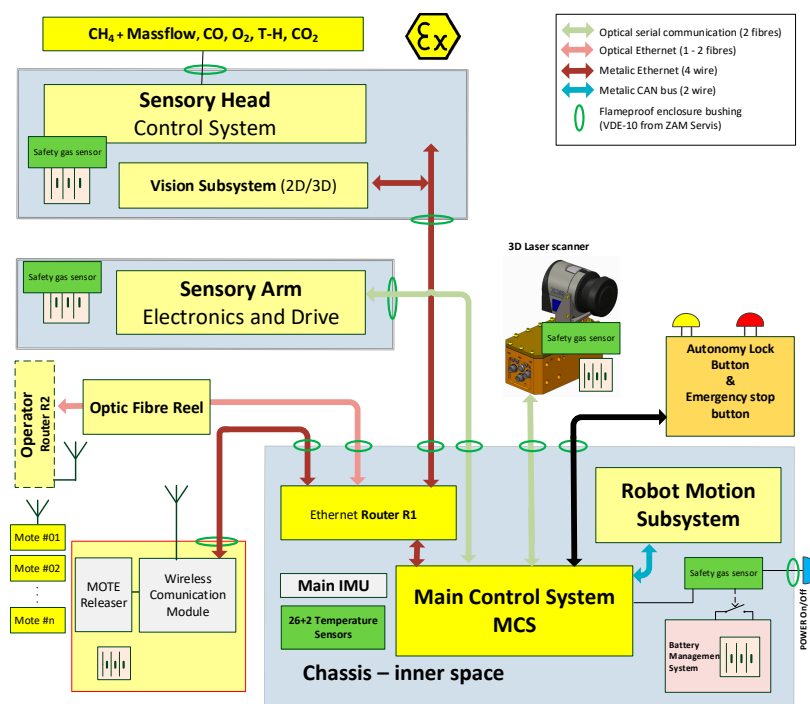 CH4 + Massflow, CO, O2, T-H, CO2
Ex
Optical serial communication (2 fibres)
Optical Ethernet (1 - 2 fibres)
Metalic Ethernet (4 wire)
Metalic CAN bus (2 wire)
Flameproof enclosure bushing
(VDE-10 from ZAM Servis)
Sensory Head
Control System
Safety gas sensor
Vision Subsystem (2D/3D)
3D Laser scanner
Safety gas sensor
Sensory Arm
Electronics and Drive
Safety gas sensor
Autonomy Lock
Button
&
Emergency stop
button
Operator
Router R2
Optic Fibre Reel
Ethernet Router R1
Robot Motion
Subsystem
Mote #01
Mote #02
Mote #n
MOTE
Releaser
Wireless
Comunication
Module
Main IMU
26+2 Temperature
Sensors
Main Control System
MCS
Safety gas sensor
POWER On/Off
Battery
Management
System
Chassis – inner space